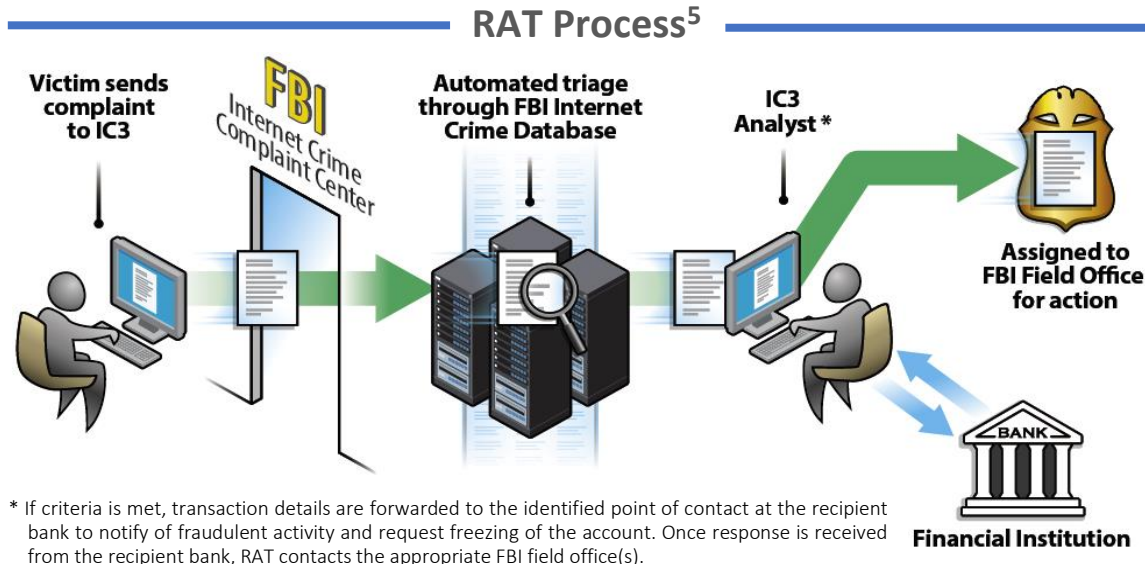 RAT Process⁵
Victim sends
complaint
to IC3
FBI
Internet Crime
Complaint Center
Automated triage
through FBI Internet
Crime Database
IC3
Analyst *
Assigned to
FBI Field Office
for action
BANK
Financial Institution
* If criteria is met, transaction details are forwarded to the identified point of contact at the recipient
bank to notify of fraudulent activity and request freezing of the account. Once response is received
from the recipient bank, RAT contacts the appropriate FBI field office(s).